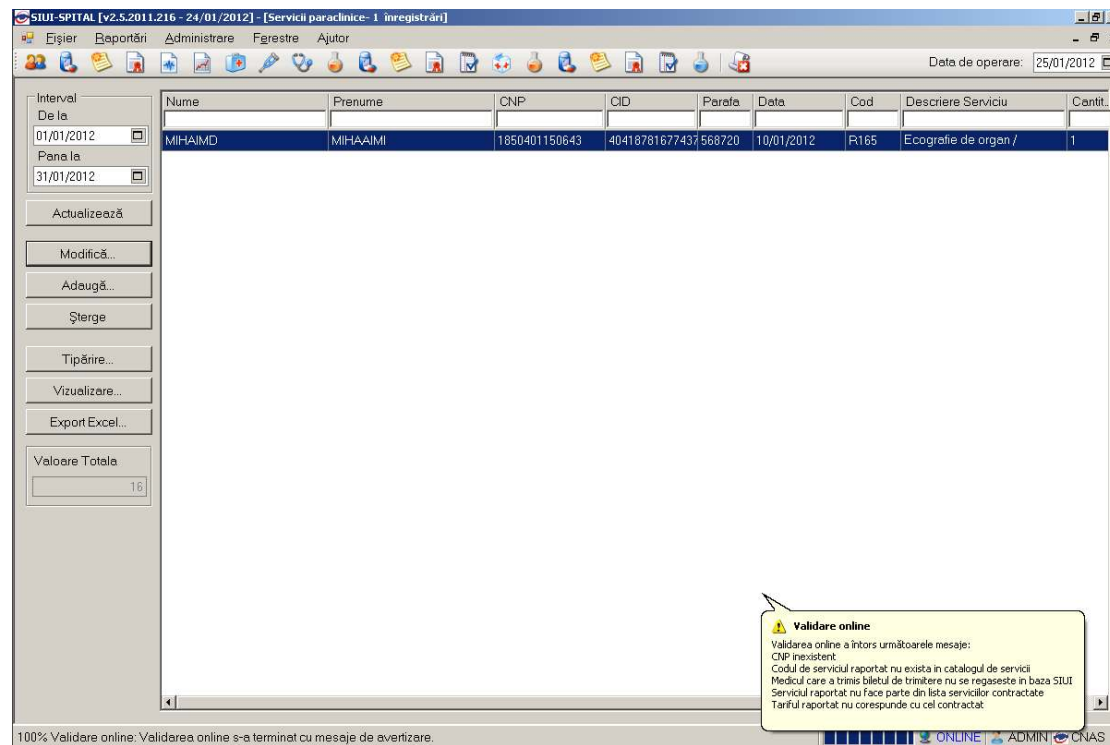 SIUI-SPITAL [v2.5.2011.216 - 24/01/2012] - [Servicii paraclinice- 1 înregistrări]
Fişier Raportări Administrare Ferestre Ajutor
Data de operare: 25/01/2012
Interval
De la
01/01/2012
Pana la
31/01/2012
Actualizează
Modifică...
Adaugă...
Şterge
Tipărire...
Vizualizare...
Export Excel...
Valoare Totala
16
Nume Prenume CNP CID Parafa Data Cod Descriere Serviciu Cantit...
MIHAIMD MIHAAIMI 1850401150643 40418781677437 568720 10/01/2012 R165 Ecografie de organ / 1
Validare online
Validarea online a întors următoarele mesaje:
CNP inexistent
Codul de serviciul raportat nu exista in catalogul de servicii
Medicul care a trimis biletul de trimitere nu se regaseste in baza SIUI
Serviciul raportat nu face parte din lista serviciilor contractate
Tariful raportat nu corespunde cu cel contractat
100% Validare online: Validarea online s-a terminat cu mesaje de avertizare.
ONLINE ADMIN CNAS